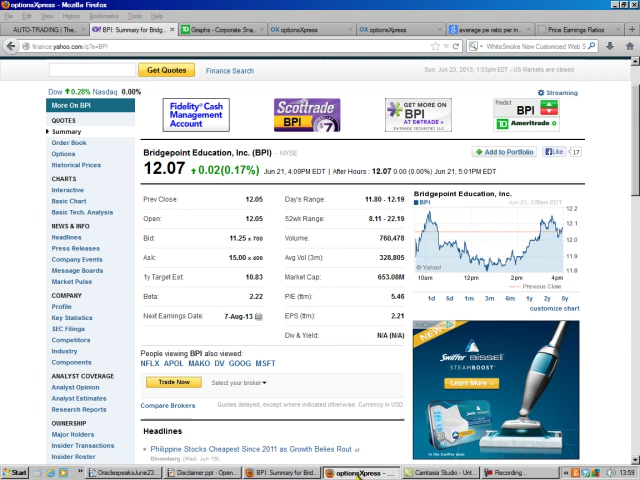 optionsXpress - Mozilla Firefox
File Edit View History Bookmarks Tools Help
AUTO-TRADING | The... BPI: Summary for Bridg... Graphs - Corporate Sna... optionsXpress optionsXpress average pe ratio per in... Price Earnings Ratios
finance.yahoo.com/q?s=BPI WhiteSmoke New Customized Web S
Get Quotes Finance Search Sun, Jun 23, 2013, 1:53PM EDT - US Markets are closed
Dow 0.28% Nasdaq 0.00% Streaming
More On BPI
QUOTES
Summary
Order Book
Options
Historical Prices
CHARTS
Interactive
Basic Chart
Basic Tech. Analysis
NEWS & INFO
Headlines
Press Releases
Company Events
Message Boards
Market Pulse
COMPANY
Profile
Key Statistics
SEC Filings
Competitors
Industry
Components
ANALYST COVERAGE
Analyst Opinion
Analyst Estimates
Research Reports
OWNERSHIP
Major Holders
Insider Transactions
Insider Roster
Fidelity Cash
Management
Account
Scottrade
BPI 7
GET MORE ON
BPI
AT E*TRADE
E*TRADE SECURITIES LLC
Predict
BPI
TD Ameritrade
Bridgepoint Education, Inc. (BPI) - NYSE
Add to Portfolio Like 17
12.07 0.02(0.17%) Jun 21, 4:09PM EDT | After Hours : 12.07 0.00 (0.00%) Jun 21, 5:01PM EDT
Prev Close: 12.05
Open: 12.05
Bid: 11.25 x 700
Ask: 15.00 x 400
1y Target Est: 10.83
Beta: 2.22
Next Earnings Date: 7-Aug-13
Day's Range: 11.80 - 12.19
52wk Range: 8.11 - 22.19
Volume: 760,478
Avg Vol (3m): 328,805
Market Cap: 653.08M
P/E (ttm): 5.46
EPS (ttm): 2.21
Div & Yield: N/A (N/A)
Bridgepoint Education, Inc.
BPI Jun 21, 3:59pm EDT
12.2
12.1
12.0
11.9
11.8
© Yahoo!
10am 12pm 2pm 4pm
Previous Close
1d 5d 1m 3m 6m 1y 2y 5y
customize chart
People viewing BPI also viewed:
NFLX APOL MAKO DV GOOG MSFT
Trade Now Select your broker
Compare Brokers Quotes delayed, except where indicated otherwise. Currency in USD.
Headlines
Philippine Stocks Cheapest Since 2011 as Growth Belies Rout at
Bloomberg (Wed, Jun 19)
NEW
Swiffer BISSELL
STEAMBOOST
Learn More
Start OraclespeaksJune23... Disclaimer.ppt - Open... BPI: Summary for Brid... optionsXpress - ... Camtasia Studio - Unt... Recording... 13:59